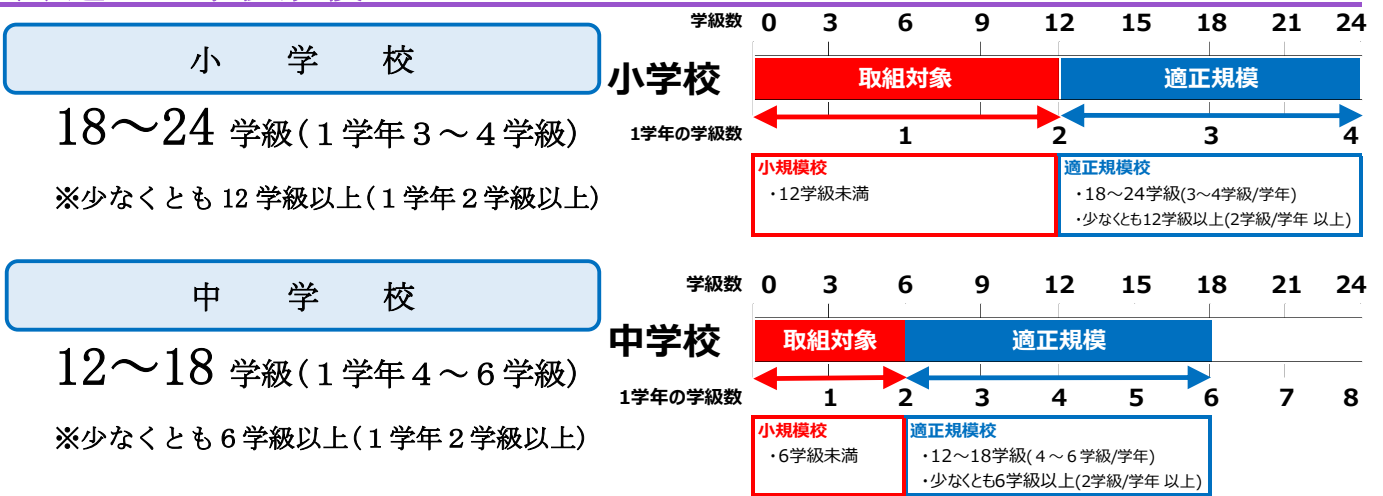 小　学　校
18～24 学級(１学年３～４学級)
※少なくとも 12 学級以上(１学年２学級以上)
学級数 0 3 6 9 12 15 18 21 24
小学校 取組対象 適正規模
1学年の学級数 1 2 3 4
小規模校
・12学級未満
適正規模校
・18～24学級(3～4学級/学年)
・少なくとも12学級以上(2学級/学年 以上)
中　学　校
12～18 学級(１学年４～６学級)
※少なくとも６学級以上(１学年２学級以上)
学級数 0 3 6 9 12 15 18 21 24
中学校 取組対象 適正規模
1学年の学級数 1 2 3 4 5 6 7 8
小規模校
・6学級未満
適正規模校
・12～18学級(４～６学級/学年)
・少なくとも6学級以上(2学級/学年 以上)